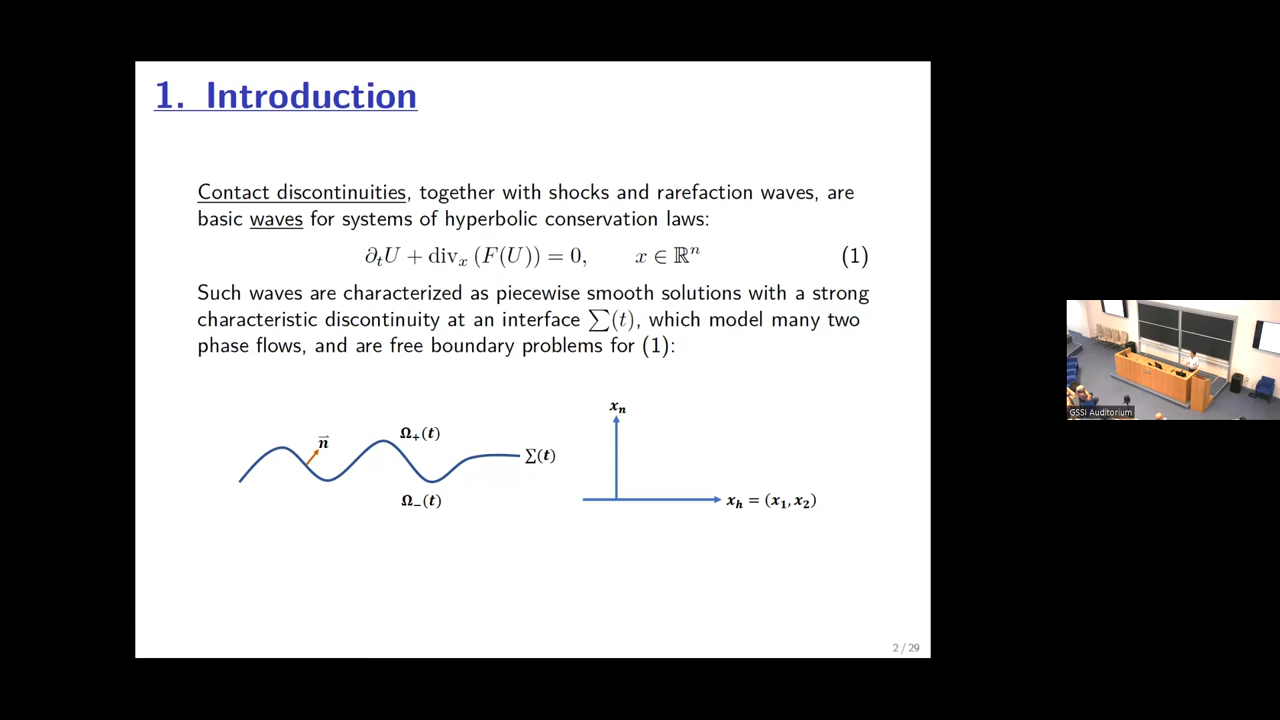 1. Introduction
Contact discontinuities, together with shocks and rarefaction waves, are
basic waves for systems of hyperbolic conservation laws:
∂ₜU + divₓ (F(U)) = 0, x ∈ ℝⁿ (1)
Such waves are characterized as piecewise smooth solutions with a strong
characteristic discontinuity at an interface ∑(t), which model many two
phase flows, and are free boundary problems for (1):
n⃗
Ω₊(t)
∑(t)
Ω₋(t)
xₙ
xₕ = (x₁, x₂)
2 / 29
GSSI Auditorium